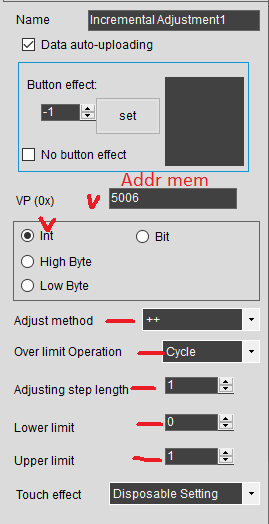 Name Incremental Adjustment1
Data auto-uploading
Button effect:
-1 set
No button effect
Addr mem
VP (0x) 5006
Int Bit
High Byte
Low Byte
Adjust method ++
Over limit Operation Cycle
Adjusting step length 1
Lower limit 0
Upper limit 1
Touch effect Disposable Setting